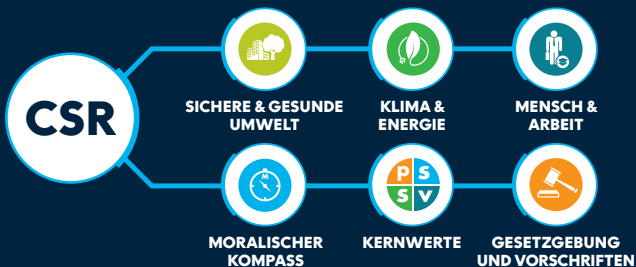 CSR
SICHERE & GESUNDE
UMWELT
KLIMA &
ENERGIE
MENSCH &
ARBEIT
M
MORALISCHER
KOMPASS
P S
S V
KERNWERTE
GESETZGEBUNG
UND VORSCHRIFTEN